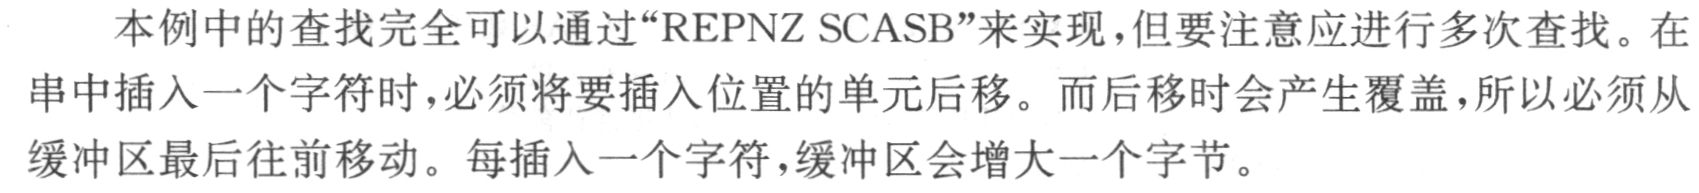 本例中的查找完全可以通过“REPNZ SCASB”来实现,但要注意应进行多次查找。在
串中插入一个字符时,必须将要插入位置的单元后移。而后移时会产生覆盖,所以必须从
缓冲区最后往前移动。每插入一个字符,缓冲区会增大一个字节。